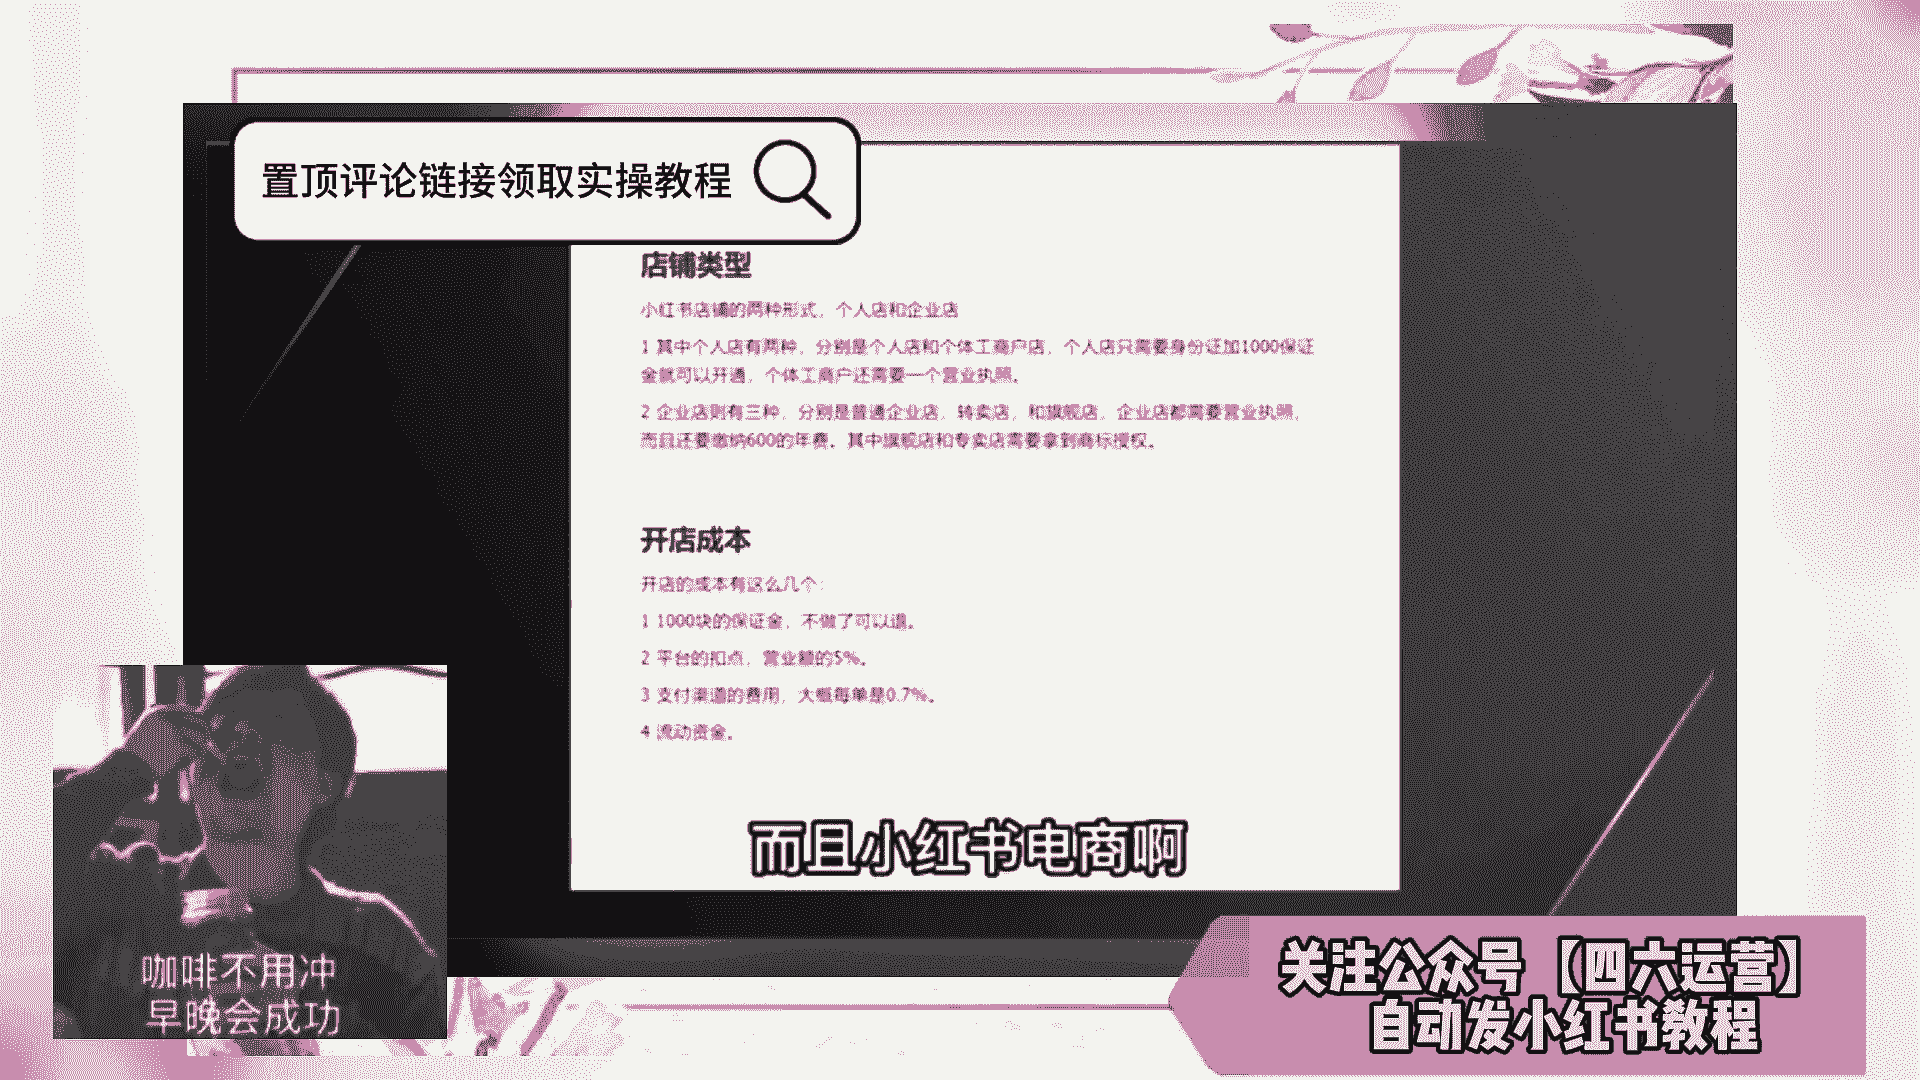 置顶评论链接领取实操教程
店铺类型
小红书店铺的两种形式，个人店和企业店
1 其中个人店有两种，分别是个人店和个体工商户店，个人店只需要身份证加1000保证
金就可以开通，个体工商户还需要一个营业执照。
2 企业店则有三种，分别是普通企业店，转卖店，和旗舰店，企业店都需要营业执照，
而且还要缴纳600的年费。其中旗舰店和专卖店需要拿到商标授权。
开店成本
开店的成本有这么几个：
1 1000块的保证金，不做了可以退。
2 平台的扣点，营业额的5%。
3 支付渠道的费用，大概每单是0.7%。
4 流动资金。
而且小红书电商啊
咖啡不用冲
早晚会成功
关注公众号【四六运营】
自动发小红书教程